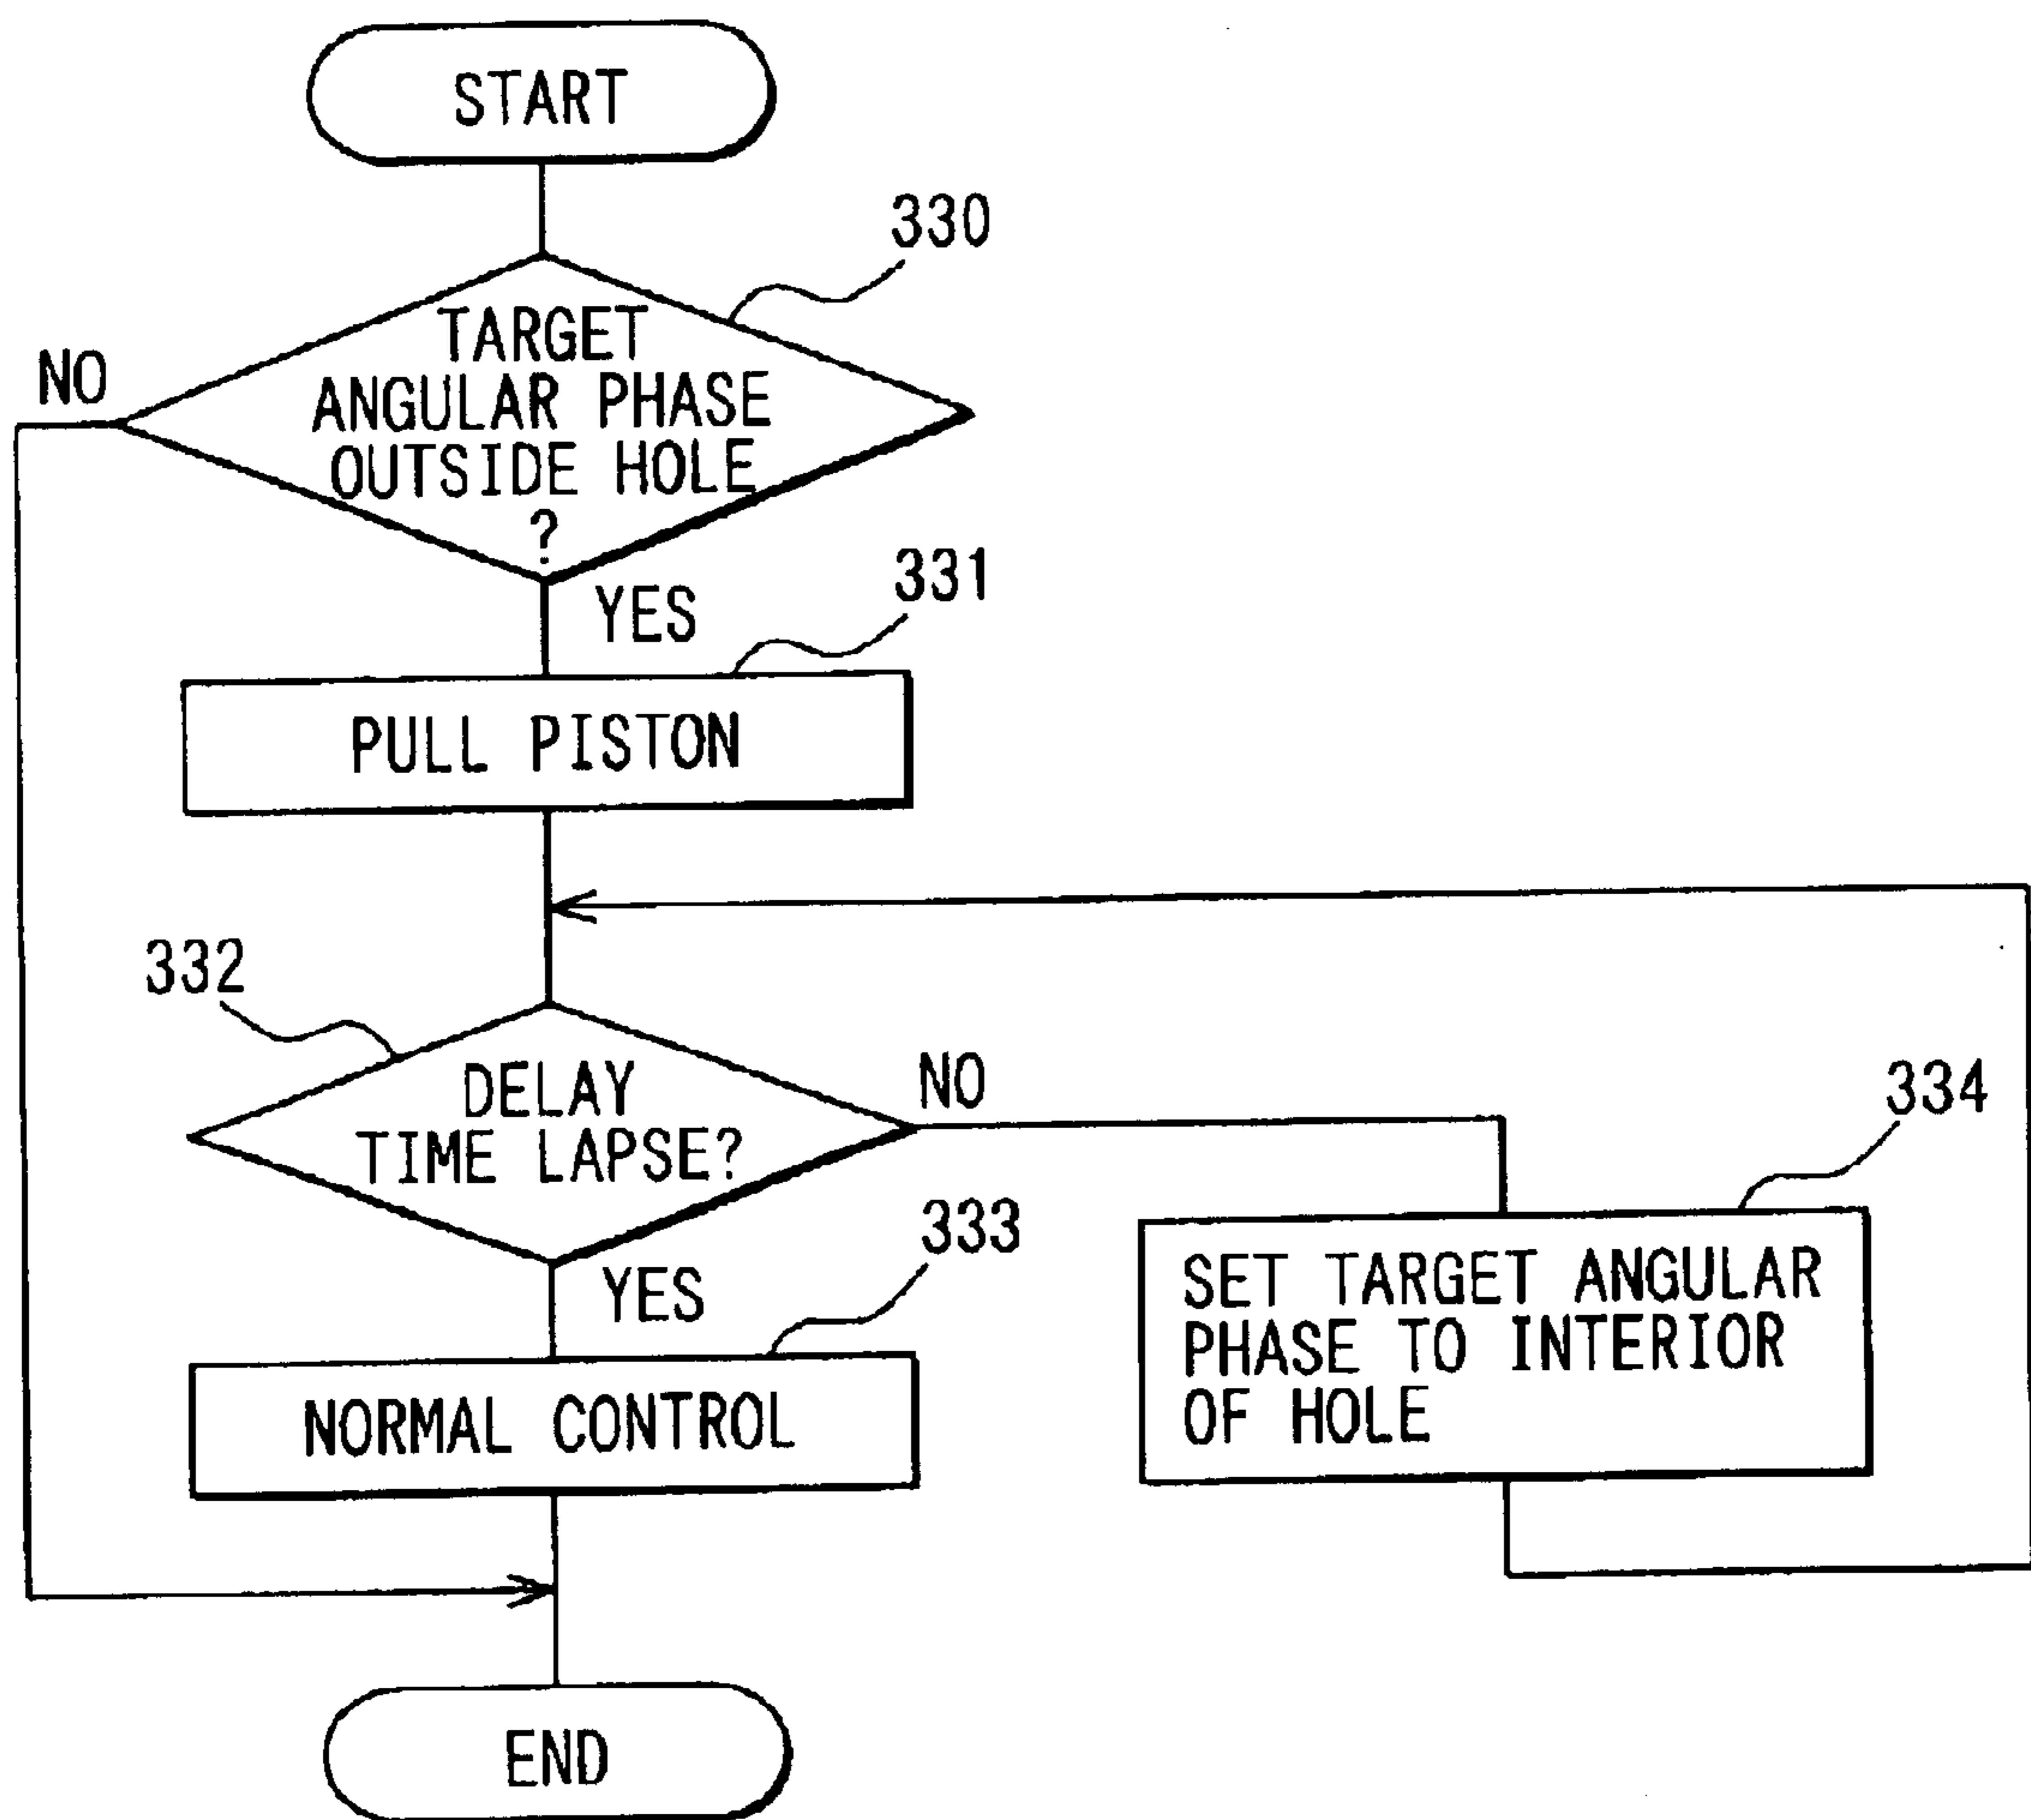 START
330
TARGET
ANGULAR PHASE
OUTSIDE HOLE
?
NO
YES
331
PULL PISTON
332
DELAY
TIME LAPSE?
NO
334
YES
333
SET TARGET ANGULAR
PHASE TO INTERIOR
OF HOLE
NORMAL CONTROL
END